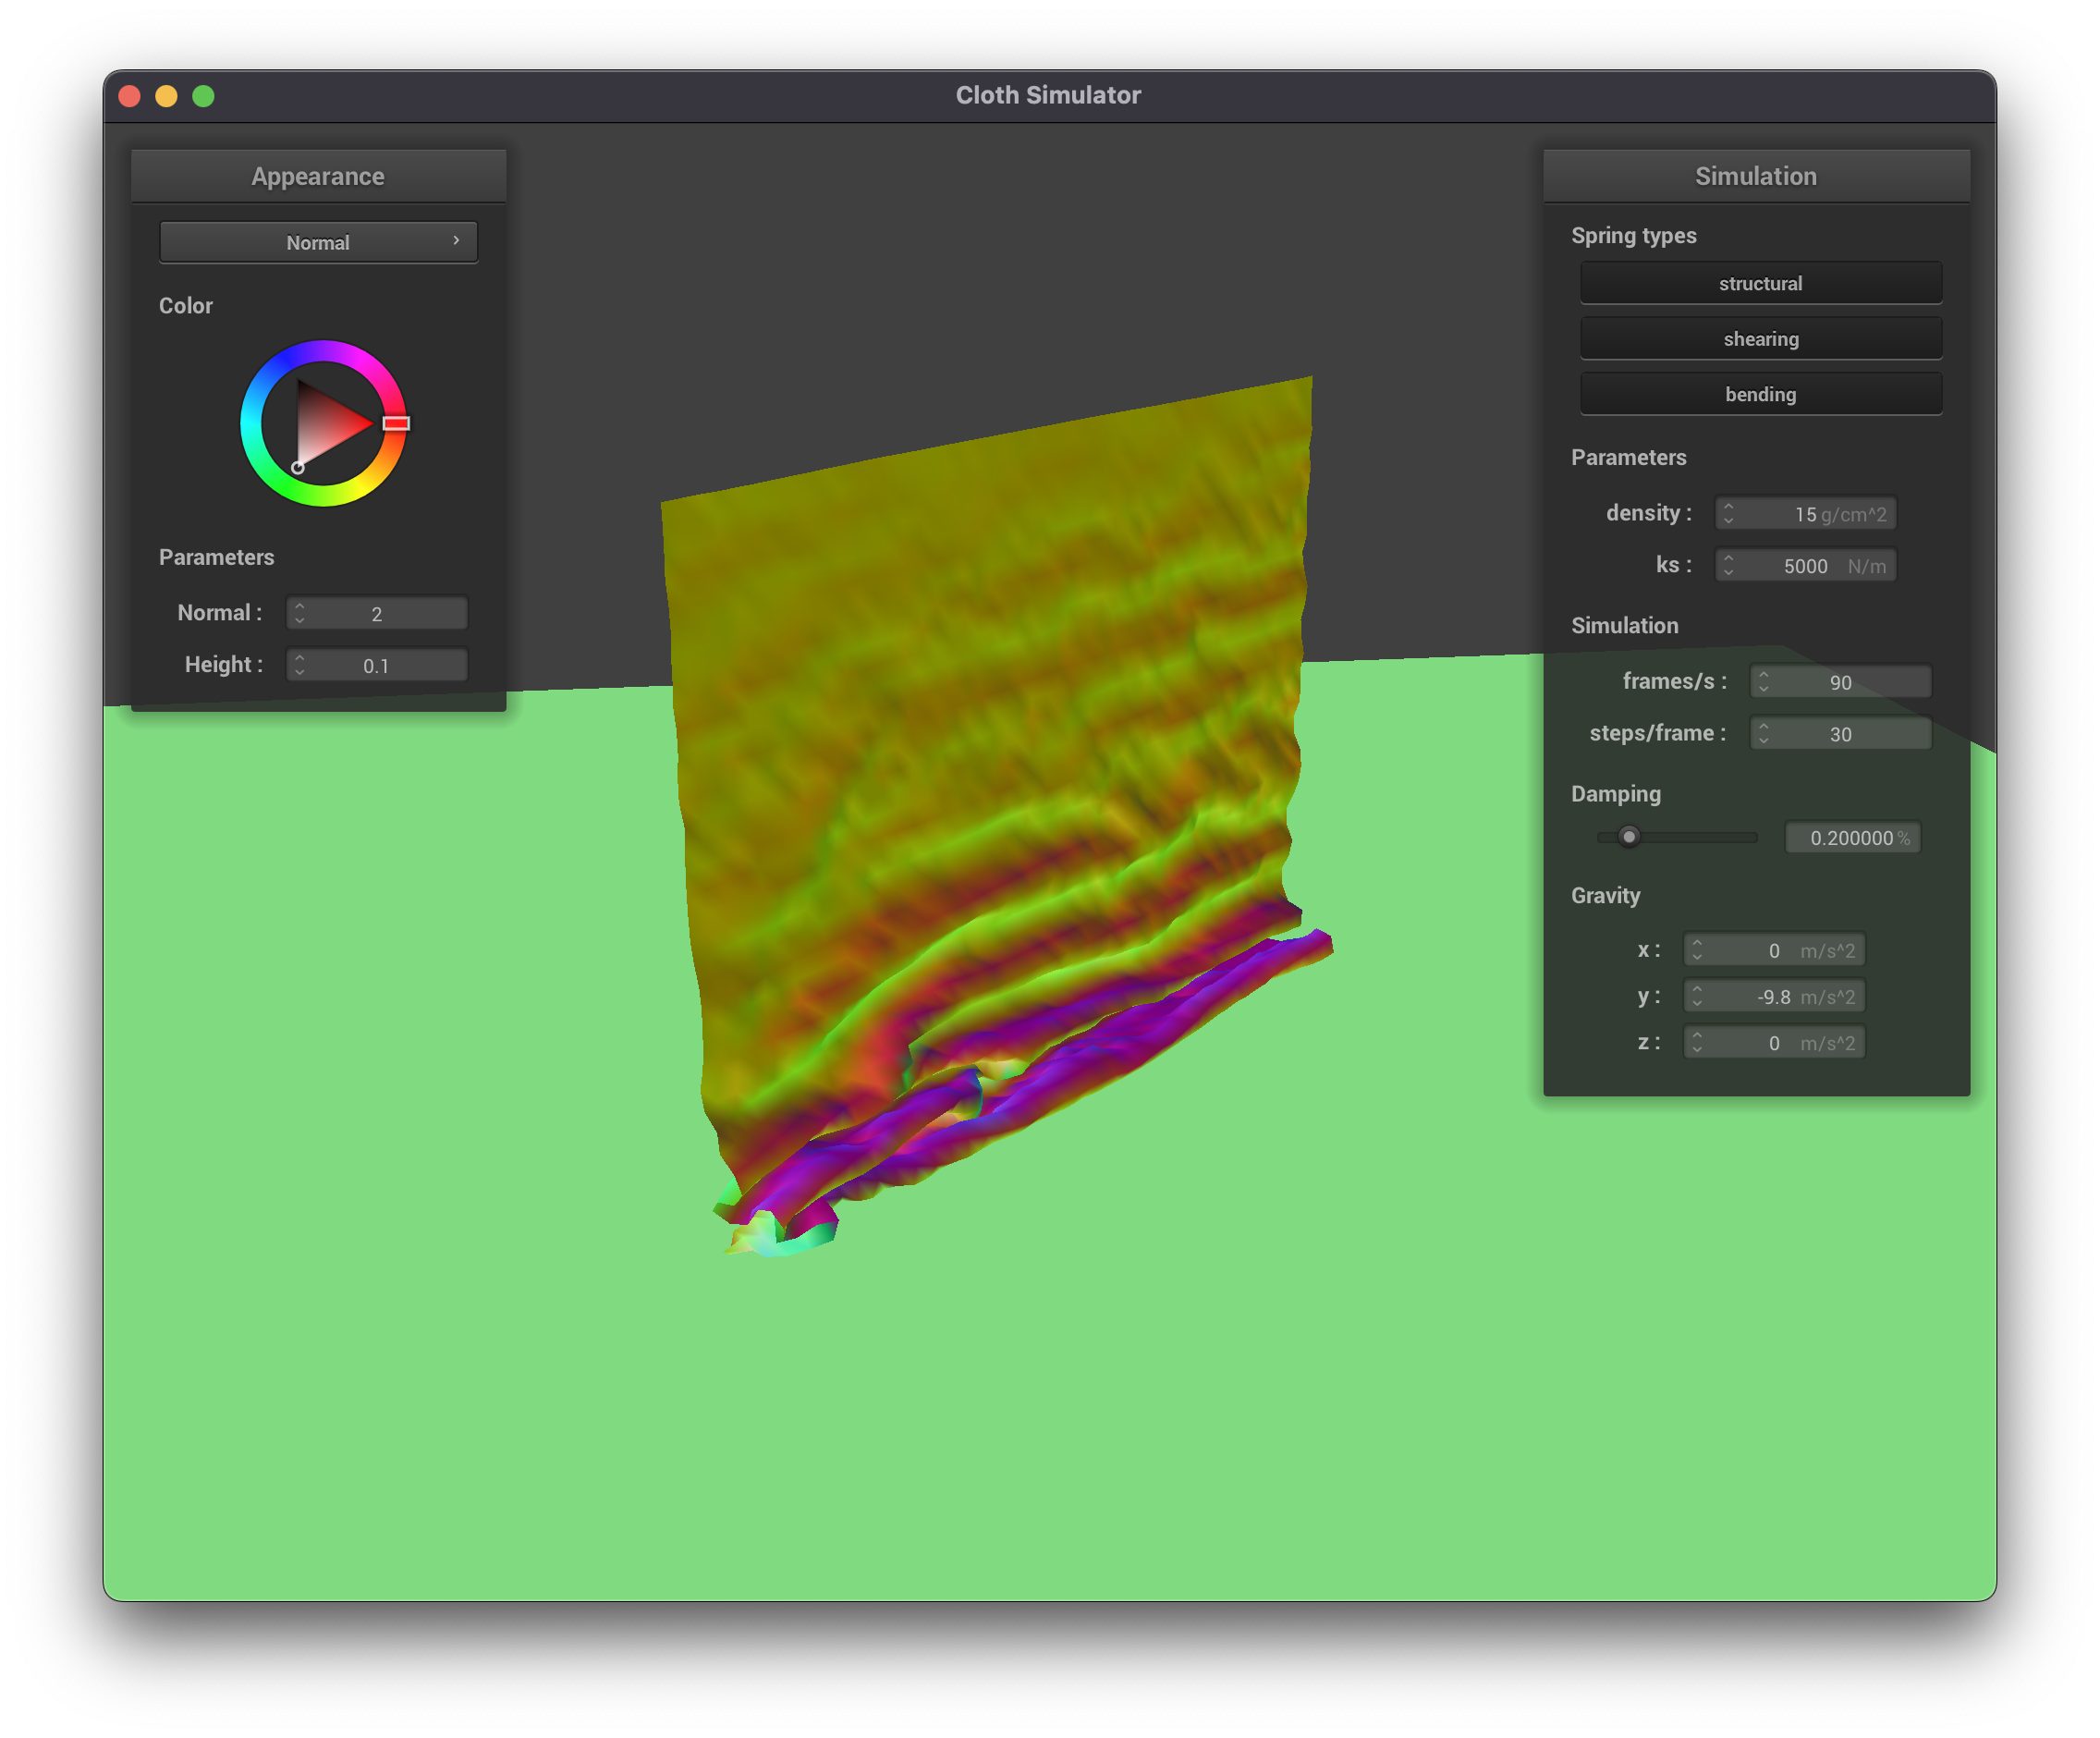 Cloth Simulator
Appearance
Normal
Color
Parameters
Normal : 2
Height : 0.1
Simulation
Spring types
structural
shearing
bending
Parameters
density : 15 g/cm^2
ks : 5000 N/m
Simulation
frames/s : 90
steps/frame : 30
Damping
0.200000 %
Gravity
x : 0 m/s^2
y : -9.8 m/s^2
z : 0 m/s^2